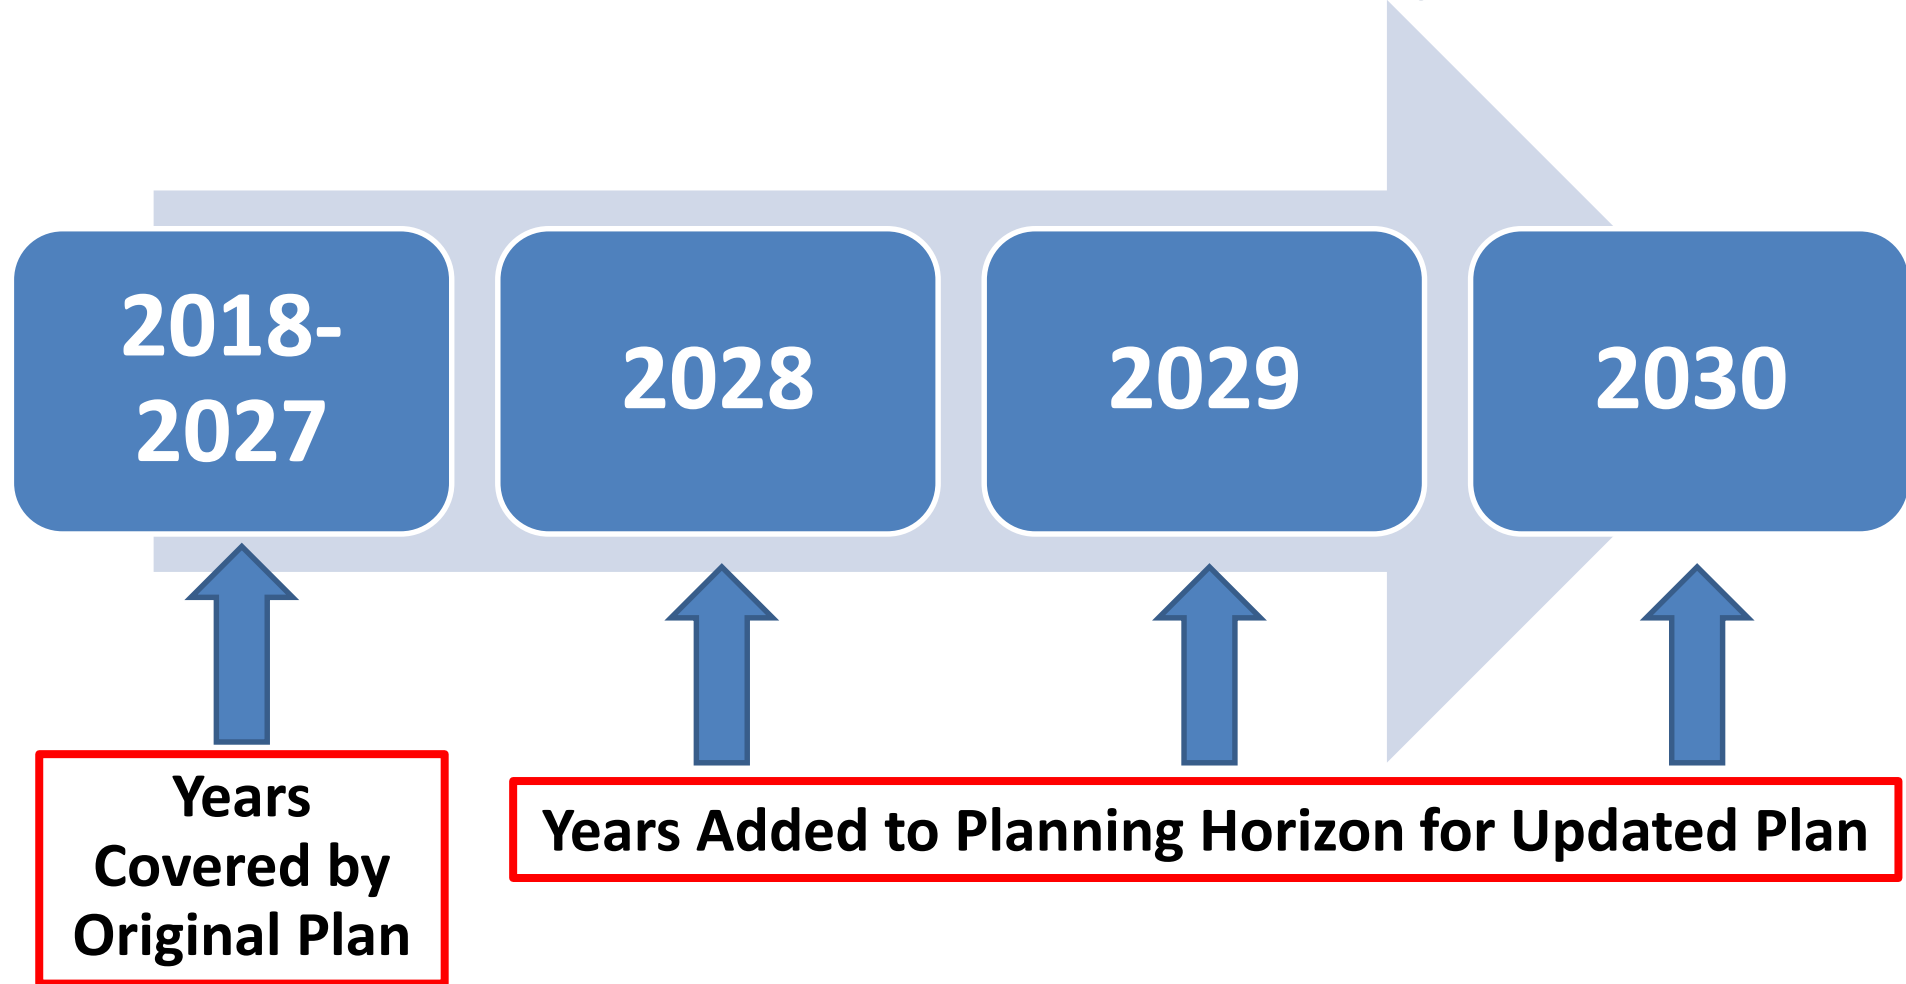 2018-
2027
2028
2029
2030
Years
Covered by
Original Plan
Years Added to Planning Horizon for Updated Plan